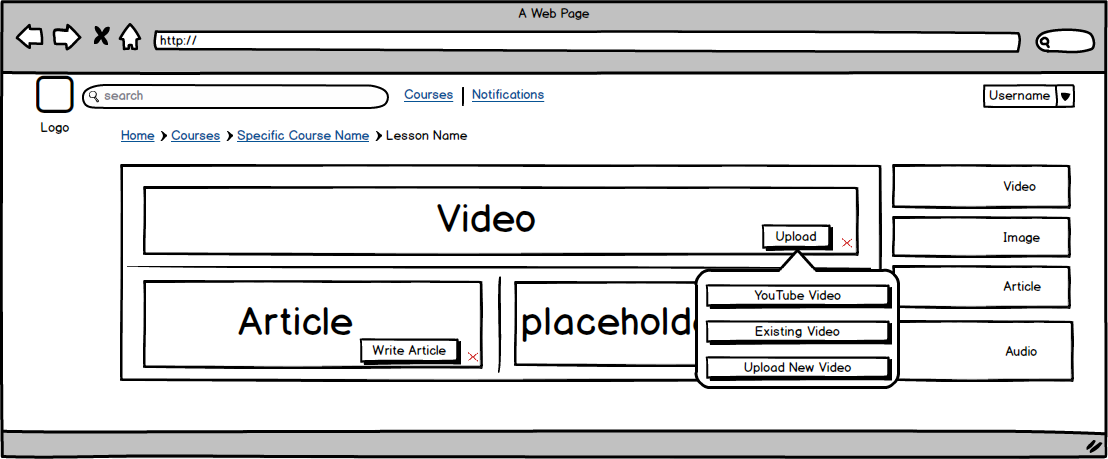 A Web Page
http://
search
Courses
Notifications
Username
Logo
Home
Courses
Specific Course Name
Lesson Name
Video
Upload
Video
Image
Article
Audio
YouTube Video
Existing Video
Upload New Video
Article
Write Article
placehold